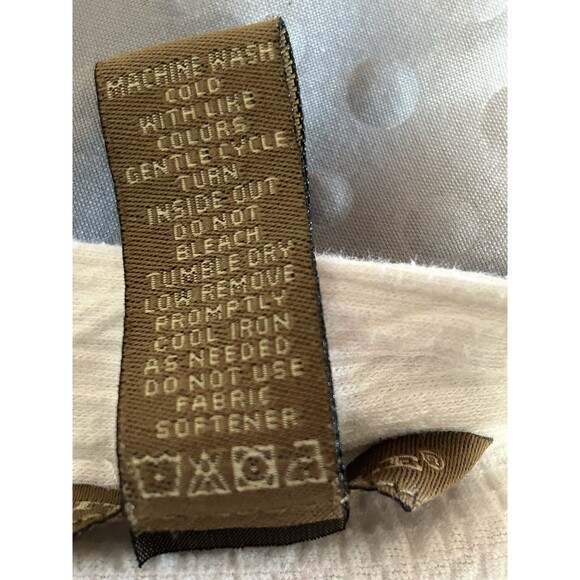 MACHINE WASH
COLD
WITH LIKE
COLORS
GENTLE CYCLE
TURN
INSIDE OUT
DO NOT
BLEACH
TUMBLE DRY
LOW REMOVE
PROMPTLY
COOL IRON
AS NEEDED
DO NOT USE
FABRIC
SOFTENER